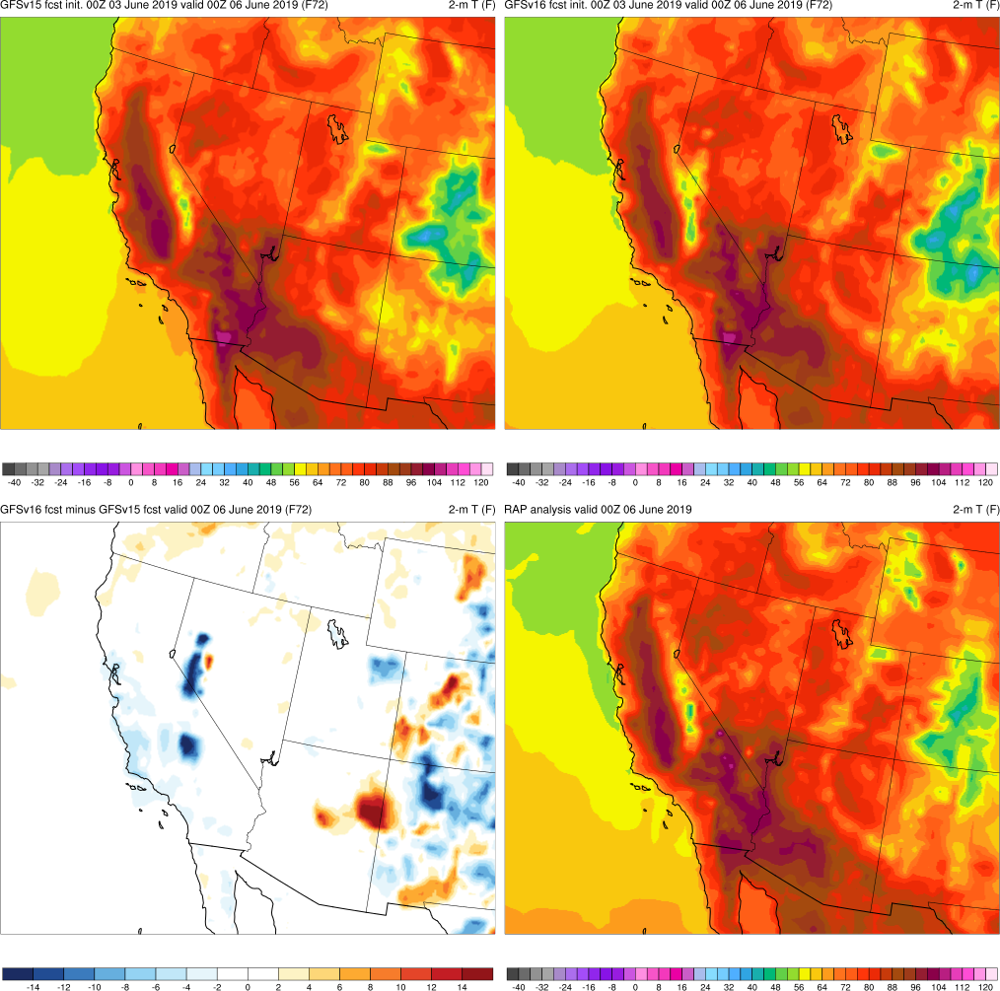 GFSv15 fcst init. 00Z 03 June 2019 valid 00Z 06 June 2019 (F72) 2-m T (F)
GFSv16 fcst init. 00Z 03 June 2019 valid 00Z 06 June 2019 (F72) 2-m T (F)
-40 -32 -24 -16 -8 0 8 16 24 32 40 48 56 64 72 80 88 96 104 112 120
-40 -32 -24 -16 -8 0 8 16 24 32 40 48 56 64 72 80 88 96 104 112 120
GFSv16 fcst minus GFSv15 fcst valid 00Z 06 June 2019 (F72) 2-m T (F)
RAP analysis valid 00Z 06 June 2019 2-m T (F)
-14 -12 -10 -8 -6 -4 -2 0 2 4 6 8 10 12 14
-40 -32 -24 -16 -8 0 8 16 24 32 40 48 56 64 72 80 88 96 104 112 120